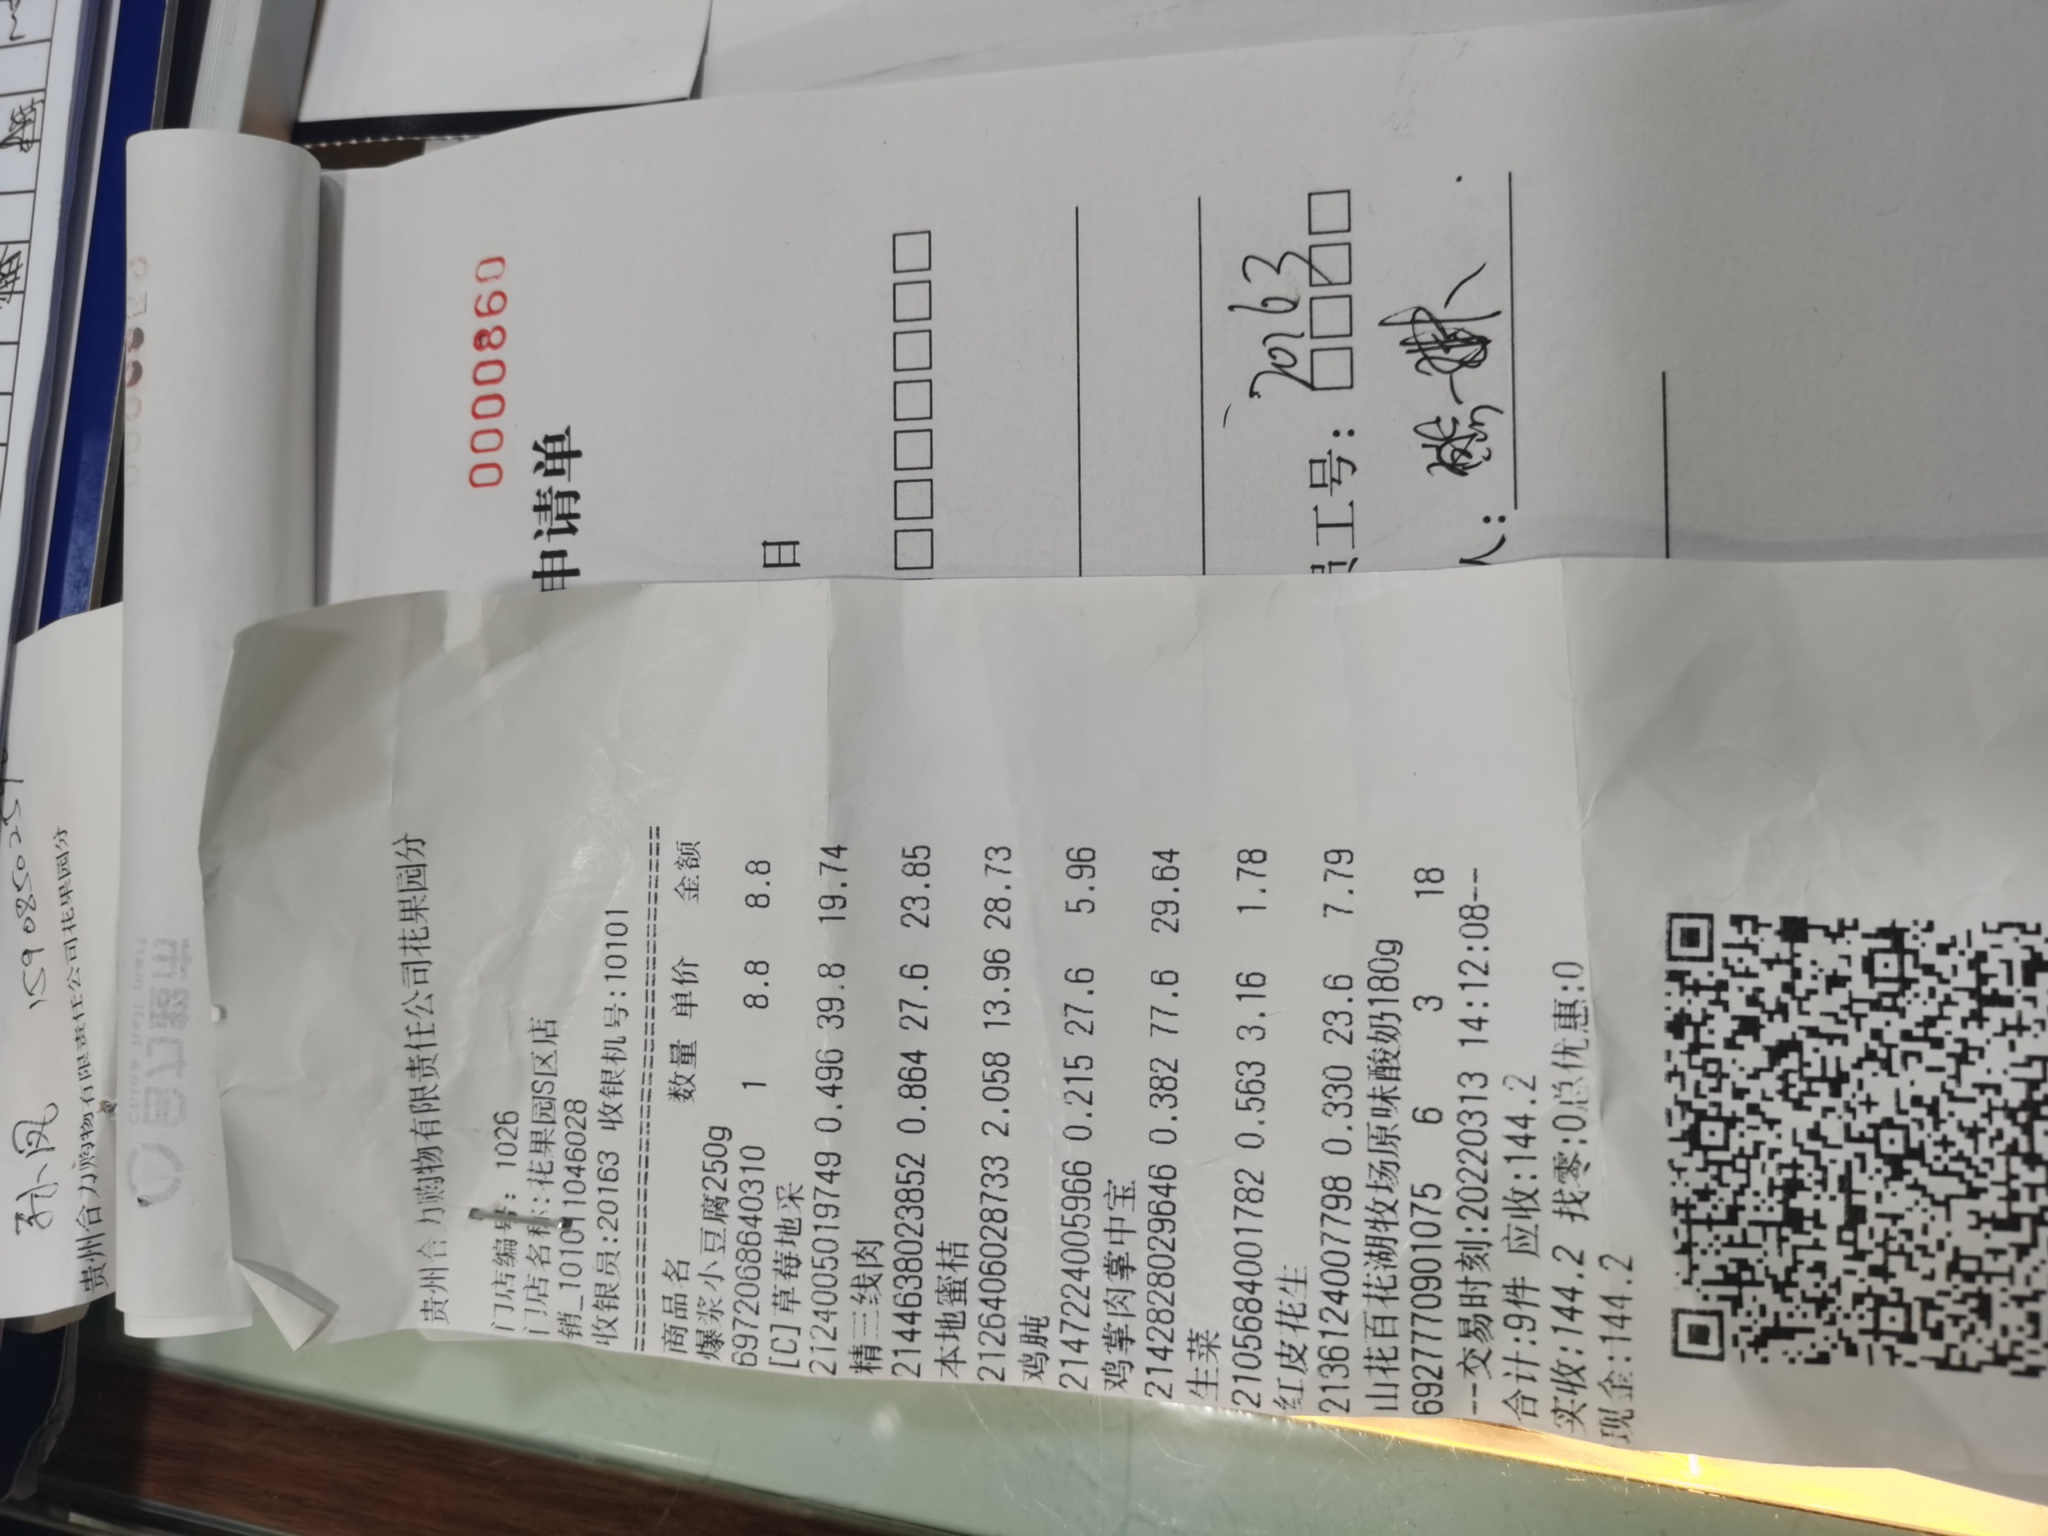 贵州合力购物有限责任公司花果园分
门店编号: 1026
门店名称:花果园S区店
销_1010111046028
收银员:20163 收银机号:10101
商品名 数量 单价 金额
爆浆小豆腐250g
6972068640310 1 8.8 8.8
[C]草莓地采
2124005019749 0.496 39.8 19.74
精三线肉
2144638023852 0.864 27.6 23.85
本地蜜桔
2126406028733 2.058 13.96 28.73
鸡肫
2147224005966 0.215 27.6 5.96
鸡掌肉掌中宝
2142828029646 0.382 77.6 29.64
生菜
2105684001782 0.563 3.16 1.78
红皮花生
2136124007798 0.330 23.6 7.79
山花百花湖牧场原味酸奶180g
6927770901075 6 3 18
--交易时刻:20220313 14:12:08--
合计:9件 应收:144.2
实收:144.2 找零:0总优惠:0
现金:144.2
0000860
申请单
日
员工号: 20163
人:
贵州合力购物有限责任公司花果园分